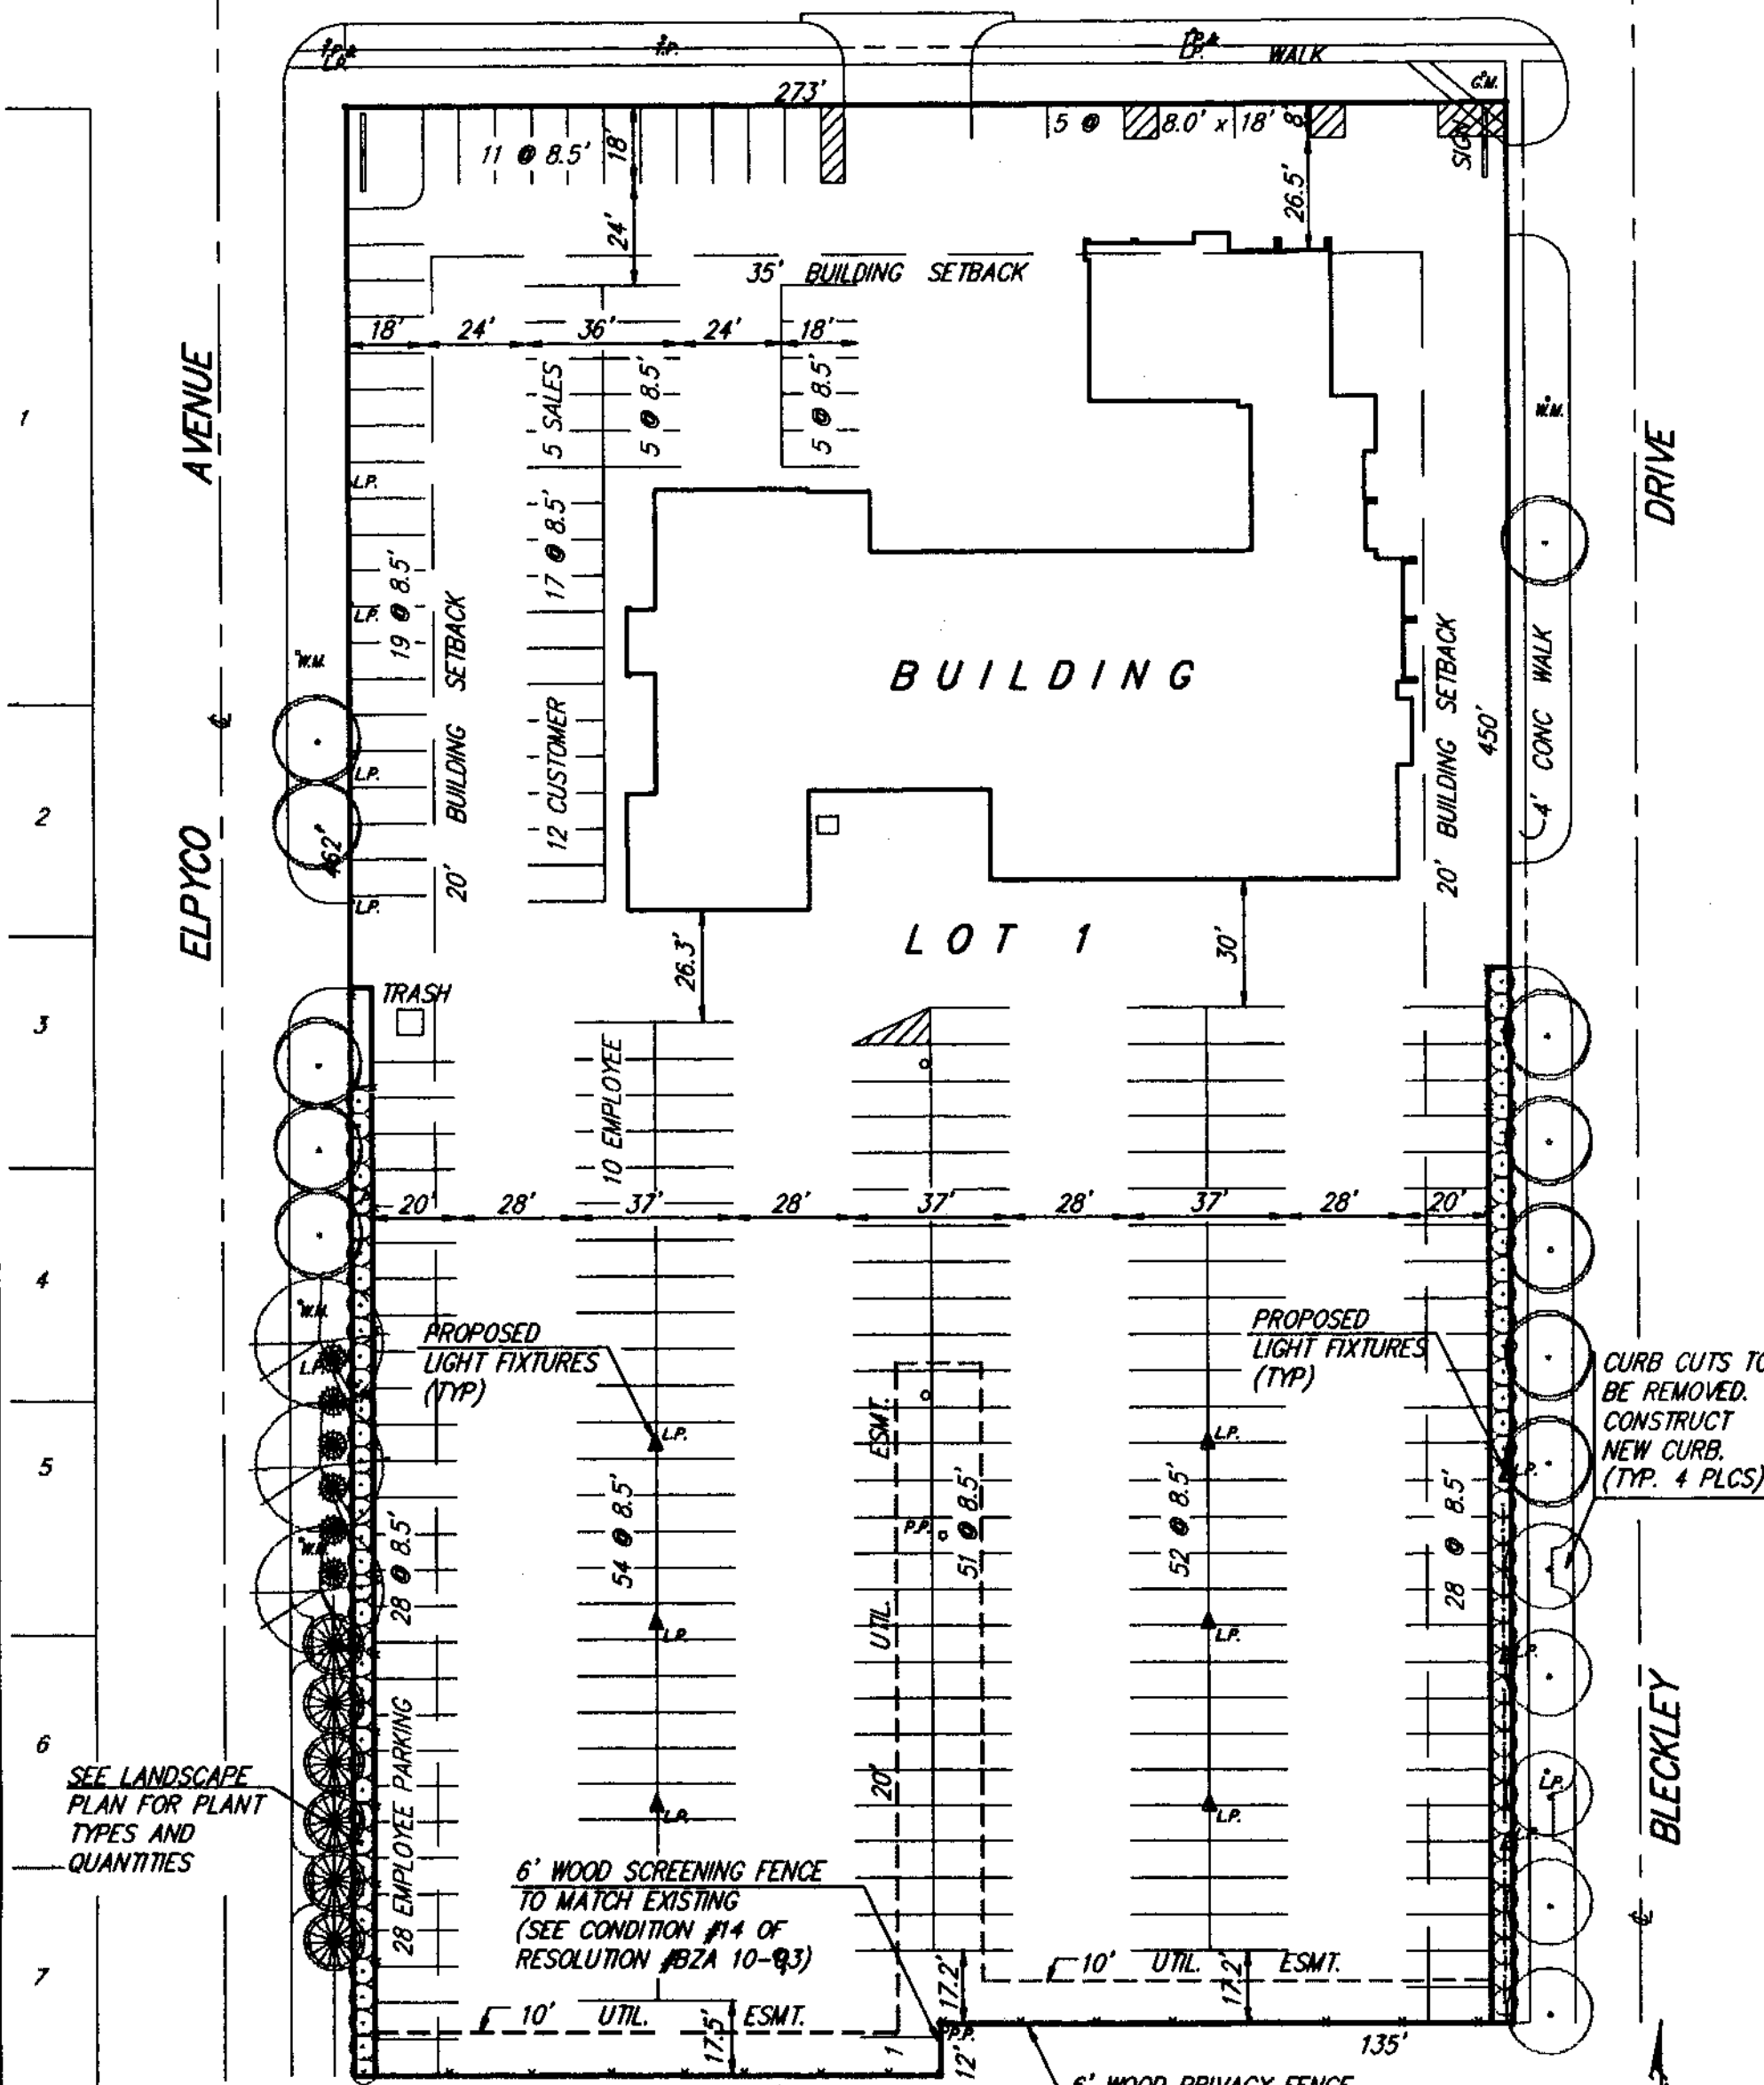 T.P.&
L.P.
T.P.
T.P.&
L.P.
WALK
G.M.
273'
11 @ 8.5'
18'
5 @
8.0' x 18'
8'
SIGN
24'
26.5'
35' BUILDING SETBACK
18'
24'
36'
24'
18'
5 SALES
5 @ 8.5'
5 @ 8.5'
AVENUE
1
W.M.
DRIVE
L.P.
17 @ 8.5'
19 @ 8.5'
L.P.
W.M.
BUILDING SETBACK
20'
BUILDING
20' BUILDING SETBACK
450'
4' CONC WALK
12 CUSTOMER
L.P.
2
462'
ELPYCO
L.P.
LOT 1
26.3'
30'
TRASH
3
10 EMPLOYEE
20'
28'
37'
28'
37'
28'
37'
28'
20'
4
W.M.
L.P.
PROPOSED
LIGHT FIXTURES
(TYP)
PROPOSED
LIGHT FIXTURES
(TYP)
CURB CUTS TO
BE REMOVED.
CONSTRUCT
NEW CURB.
(TYP. 4 PLCS)
5
L.P.
L.P.
L.P.
W.M.
28 @ 8.5'
54 @ 8.5'
P.P.
51 @ 8.5'
52 @ 8.5'
28 @ 8.5'
20' UTIL. ESMT.
L.P.
L.P.
L.P.
6
28 EMPLOYEE PARKING
L.P.
L.P.
L.P.
BLECKLEY
SEE LANDSCAPE
PLAN FOR PLANT
TYPES AND
QUANTITIES
6' WOOD SCREENING FENCE
TO MATCH EXISTING
(SEE CONDITION #14 OF
RESOLUTION #BZA 10-93)
7
17.2'
10' UTIL. ESMT.
17.2'
10' UTIL. ESMT.
17.5'
1
P.P.
12'
135'
6' WOOD PRIVACY FENCE